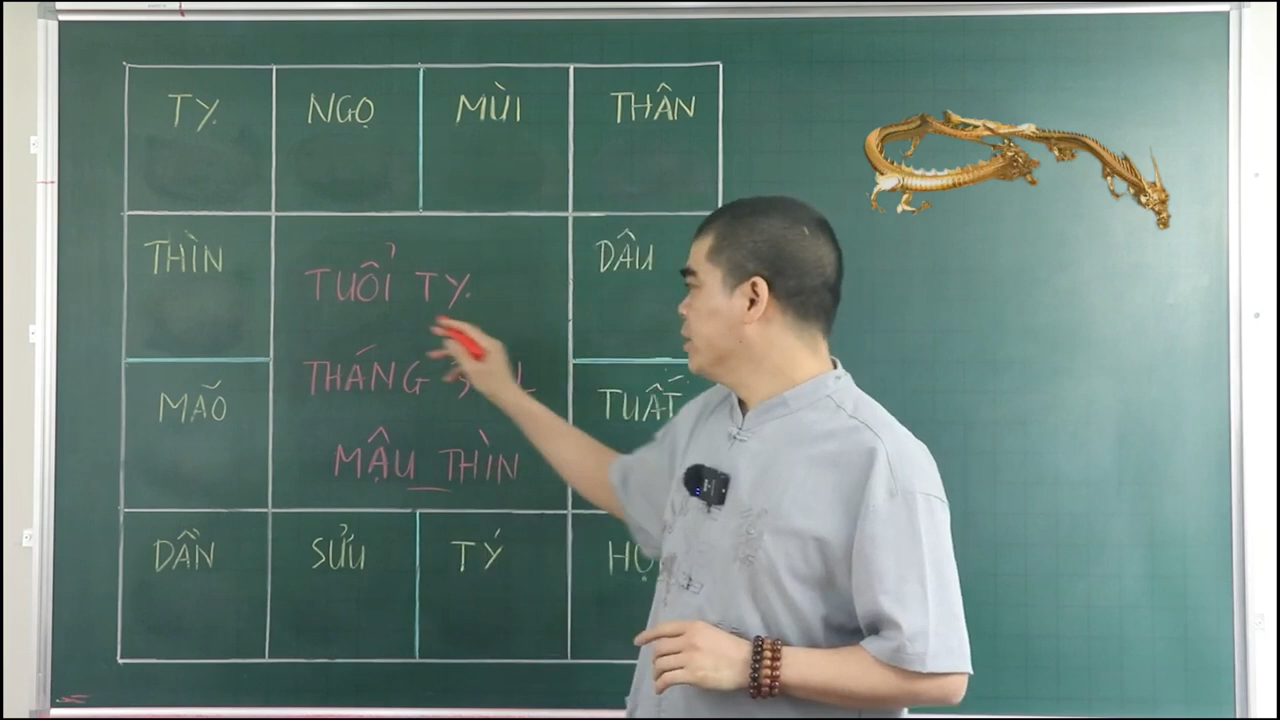 TỴ NGỌ MÙI THÂN
THÌN DẬU
TUỔI TỴ
THÁNG
MÃO TUẤT
MẬU THÌN
DẦN SỬU TÝ